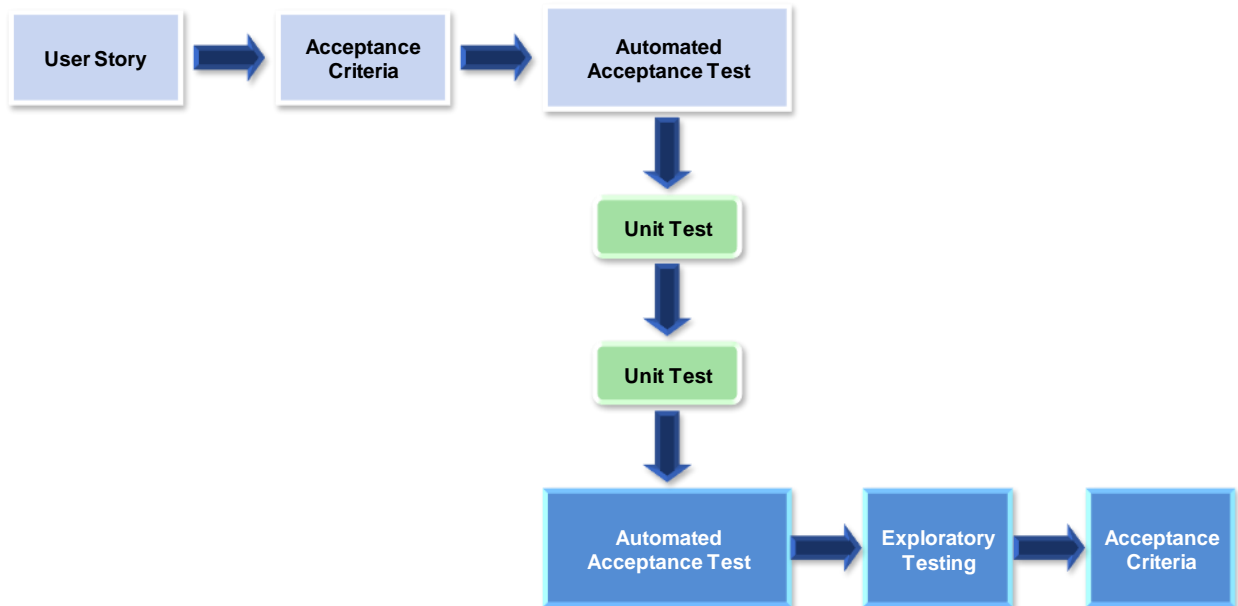 User Story
Acceptance
Criteria
Automated
Acceptance Test
Unit Test
Unit Test
Automated
Acceptance Test
Exploratory
Testing
Acceptance
Criteria